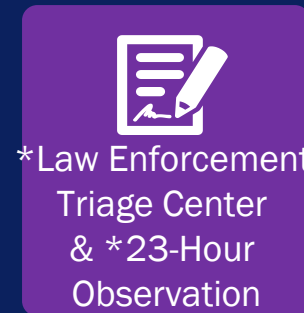 *Law Enforcement
Triage Center
& *23-Hour
Observation